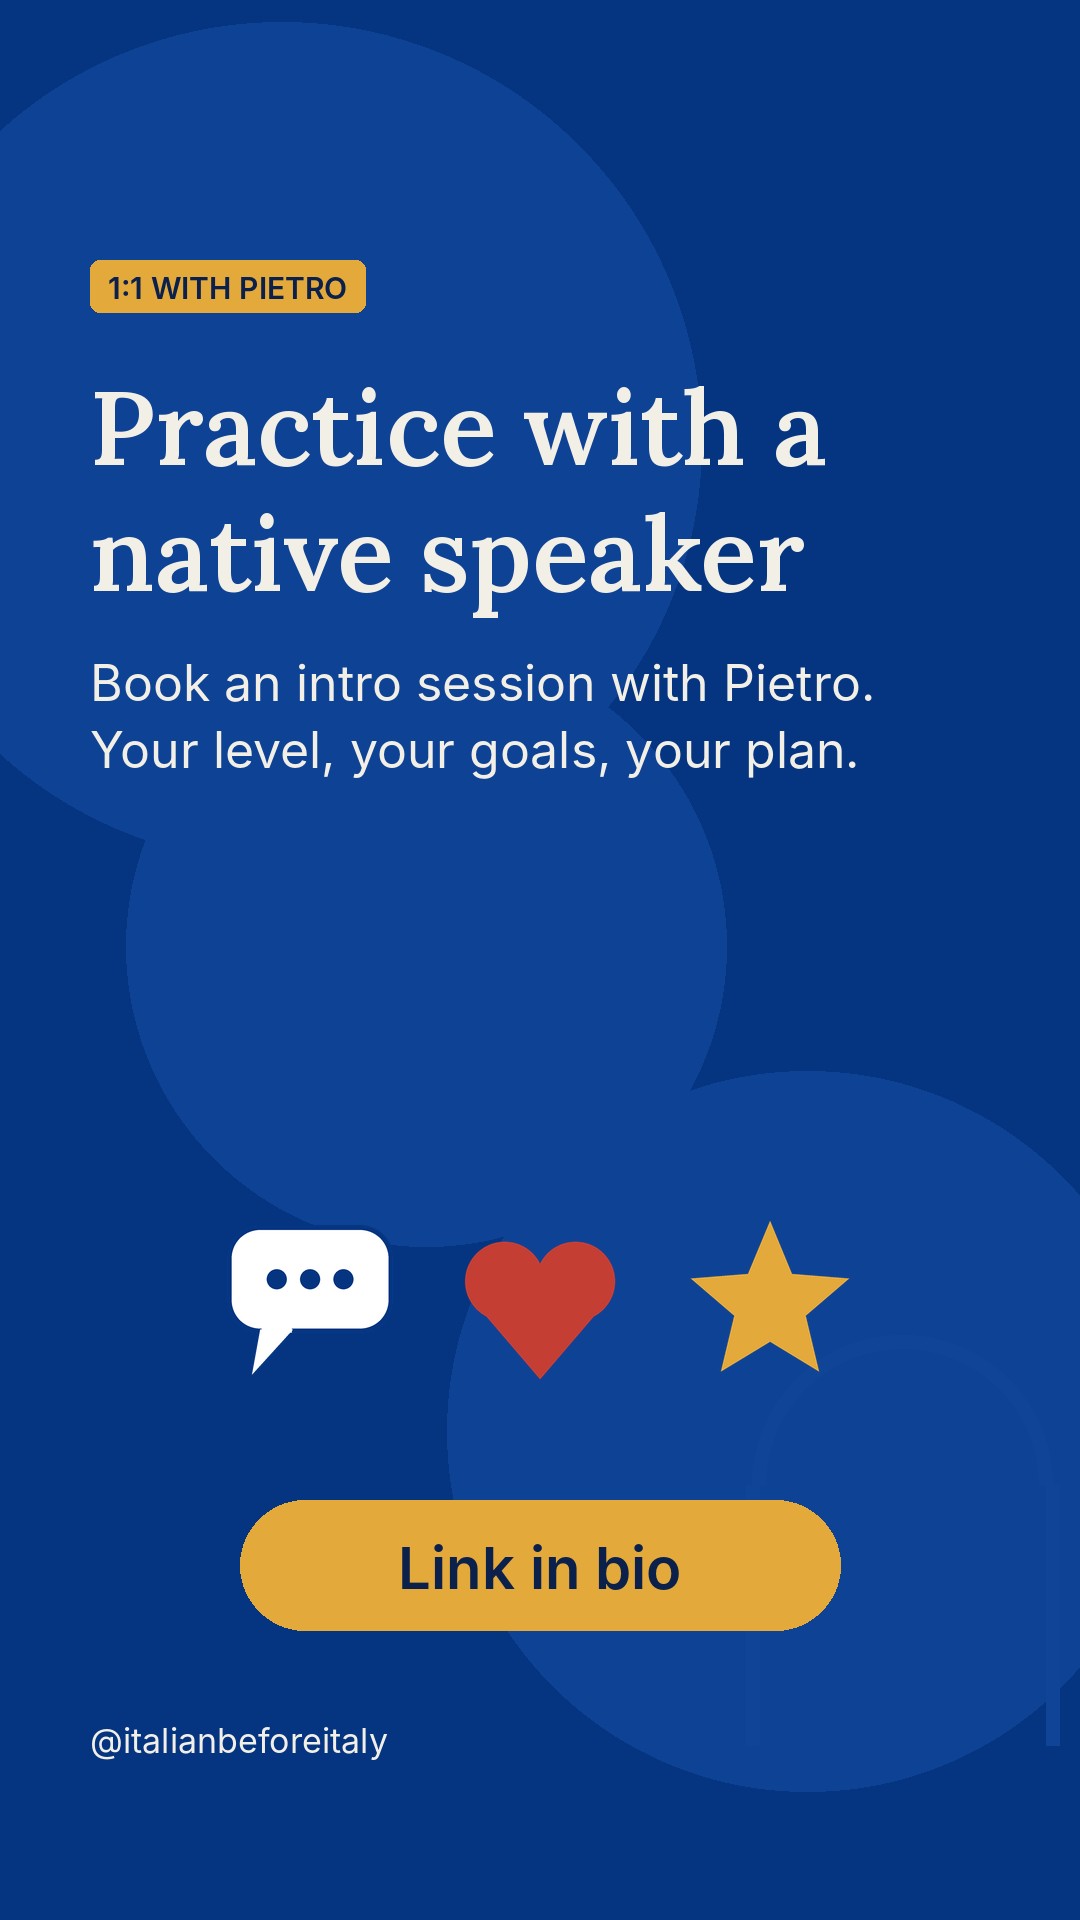 1:1 WITH PIETRO
Practice with a
native speaker
Book an intro session with Pietro.
Your level, your goals, your plan.
Link in bio
@italianbeforeitaly